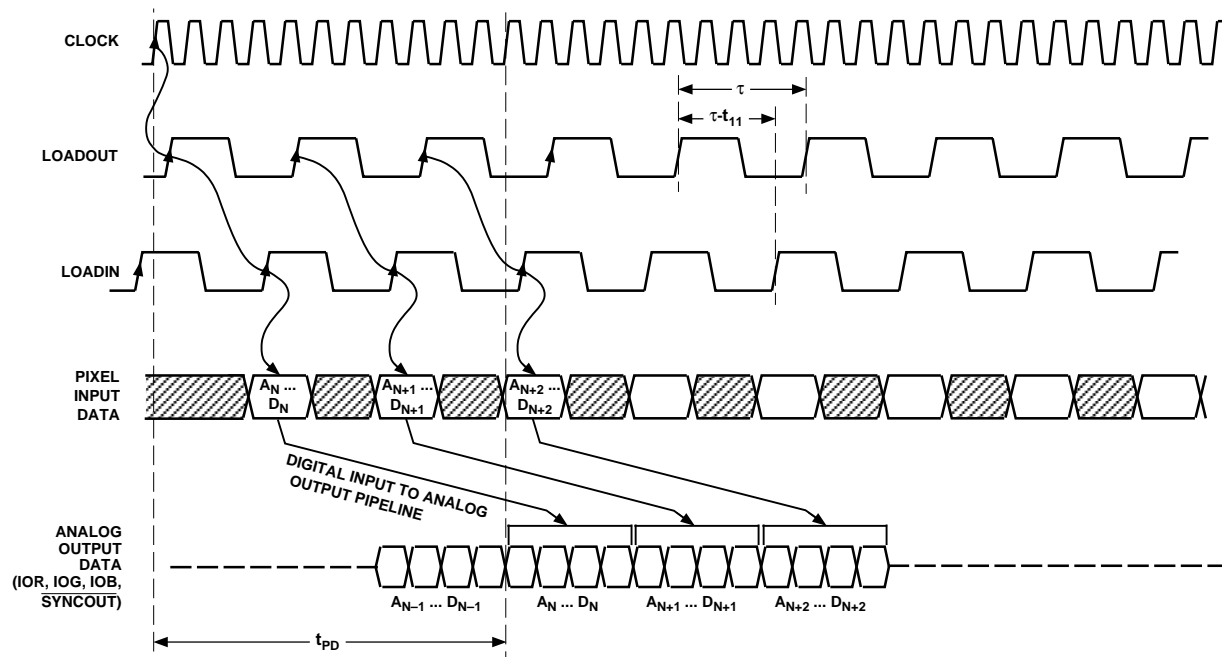 CLOCK
τ
τ-t11
LOADOUT
LOADIN
PIXEL
INPUT
DATA
AN ...
DN
AN+1 ...
DN+1
AN+2 ...
DN+2
DIGITAL INPUT TO ANALOG
OUTPUT PIPELINE
ANALOG
OUTPUT
DATA
(IOR, IOG, IOB,
SYNCOUT)
AN–1 ... DN–1
AN ... DN
AN+1 ... DN+1
AN+2 ... DN+2
tPD